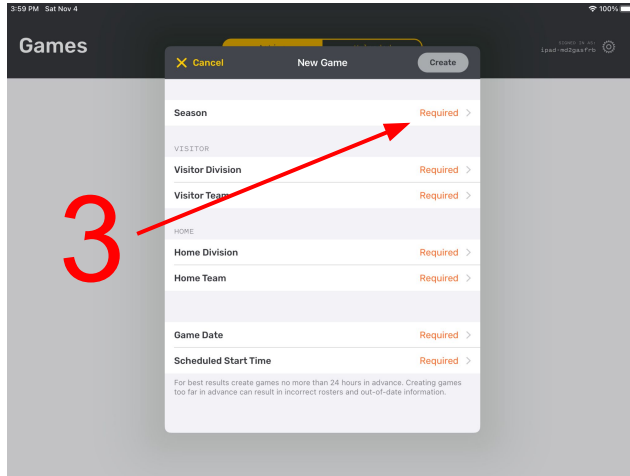 3:59 PM Sat Nov 4
100%
Games
SIGNED IN AS:
ipad-md2gasfrb
Cancel
New Game
Create
Season Required
VISITOR
Visitor Division Required
Visitor Team Required
3
HOME
Home Division Required
Home Team Required
Game Date Required
Scheduled Start Time Required
For best results create games no more than 24 hours in advance. Creating games
too far in advance can result in incorrect rosters and out-of-date information.